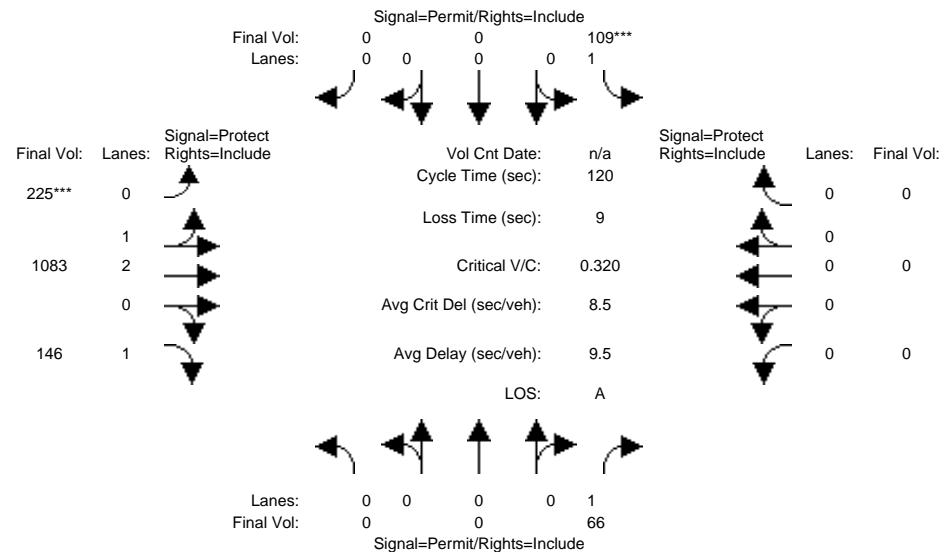 Signal=Permit/Rights=Include
Final Vol: 0 0 109***
Lanes: 0 0 0 0 1
Signal=Protect Signal=Protect
Final Vol: Lanes: Rights=Include Vol Cnt Date: n/a Rights=Include Lanes: Final Vol:
Cycle Time (sec): 120
225*** 0 0 0
Loss Time (sec): 9
1 0
1083 2 Critical V/C: 0.320 0 0
0 Avg Crit Del (sec/veh): 8.5 0
146 1 Avg Delay (sec/veh): 9.5 0 0
LOS: A
Lanes: 0 0 0 0 1
Final Vol: 0 0 66
Signal=Permit/Rights=Include